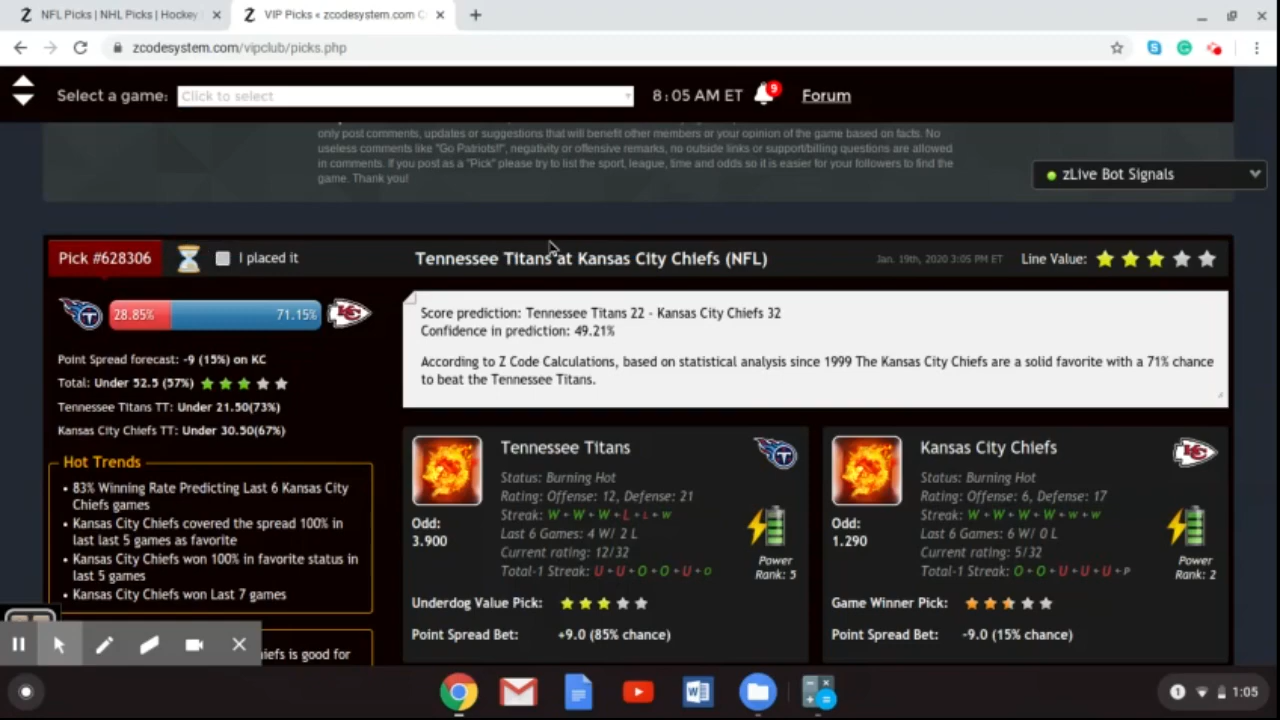 NFL Picks | NHL Picks | Hockey
VIP Picks « zcodesystem.com C
zcodesystem.com/vipclub/picks.php
Select a game: Click to select 8:05 AM ET 9 Forum
only post comments, updates or suggestions that will benefit other members or your opinion of the game based on facts. No
useless comments like "Go Patriots!!", negativity or offensive remarks, no outside links or support/billing questions are allowed
in comments. If you post as a "Pick" please try to list the sport, league, time and odds so it is easier for your followers to find the
game. Thank you!
zLive Bot Signals
Pick #628306 I placed it Tennessee Titans at Kansas City Chiefs (NFL) Jan. 19th, 2020 3:05 PM ET Line Value:
28.85% 71.15%
Score prediction: Tennessee Titans 22 - Kansas City Chiefs 32
Confidence in prediction: 49.21%
According to Z Code Calculations, based on statistical analysis since 1999 The Kansas City Chiefs are a solid favorite with a 71% chance
to beat the Tennessee Titans.
Point Spread forecast: -9 (15%) on KC
Total: Under 52.5 (57%)
Tennessee Titans TT: Under 21.50(73%)
Kansas City Chiefs TT: Under 30.50(67%)
Hot Trends
• 83% Winning Rate Predicting Last 6 Kansas City
Chiefs games
• Kansas City Chiefs covered the spread 100% in
last last 5 games as favorite
• Kansas City Chiefs won 100% in favorite status in
last 5 games
• Kansas City Chiefs won Last 7 games
iefs is good for
Tennessee Titans
Status: Burning Hot
Rating: Offense: 12, Defense: 21
Streak: W + W + W + L + L + W
Last 6 Games: 4 W/ 2 L
Current rating: 12/32
Total-1 Streak: U + U + O + O + U + O
Odd:
3.900
Power
Rank: 5
Underdog Value Pick:
Point Spread Bet: +9.0 (85% chance)
Kansas City Chiefs
Status: Burning Hot
Rating: Offense: 6, Defense: 17
Streak: W + W + W + W + W + W
Last 6 Games: 6 W/ 0 L
Current rating: 5/32
Total-1 Streak: O + O + U + U + U + P
Odd:
1.290
Power
Rank: 2
Game Winner Pick:
Point Spread Bet: -9.0 (15% chance)
1 1:05